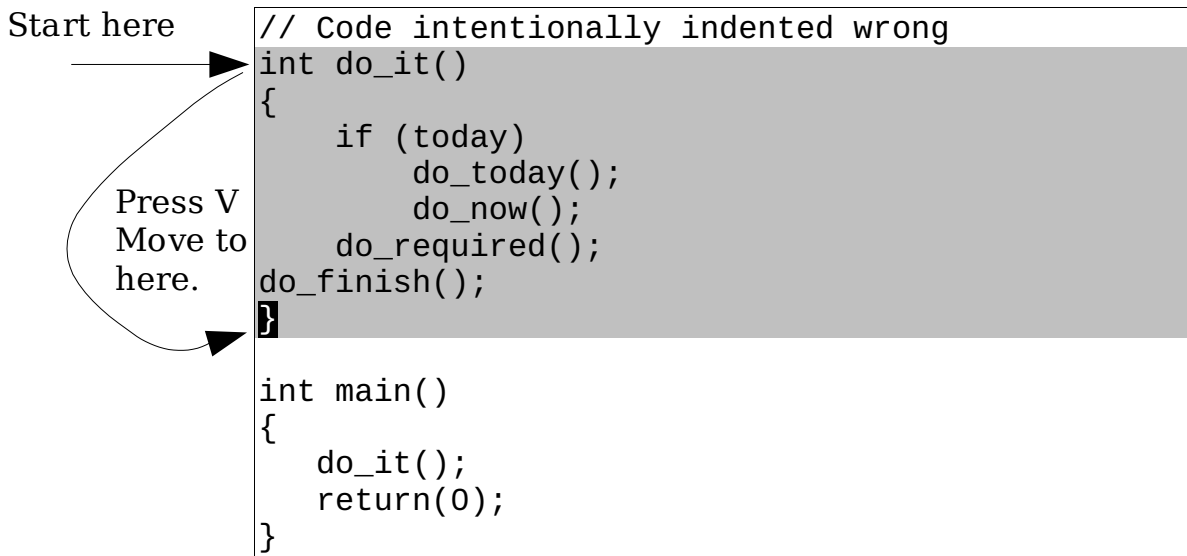 Start here
// Code intentionally indented wrong
int do_it()
{
    if (today)
        do_today();
        do_now();
    do_required();
do_finish();
}
Press V
Move to
here.
int main()
{
   do_it();
   return(0);
}